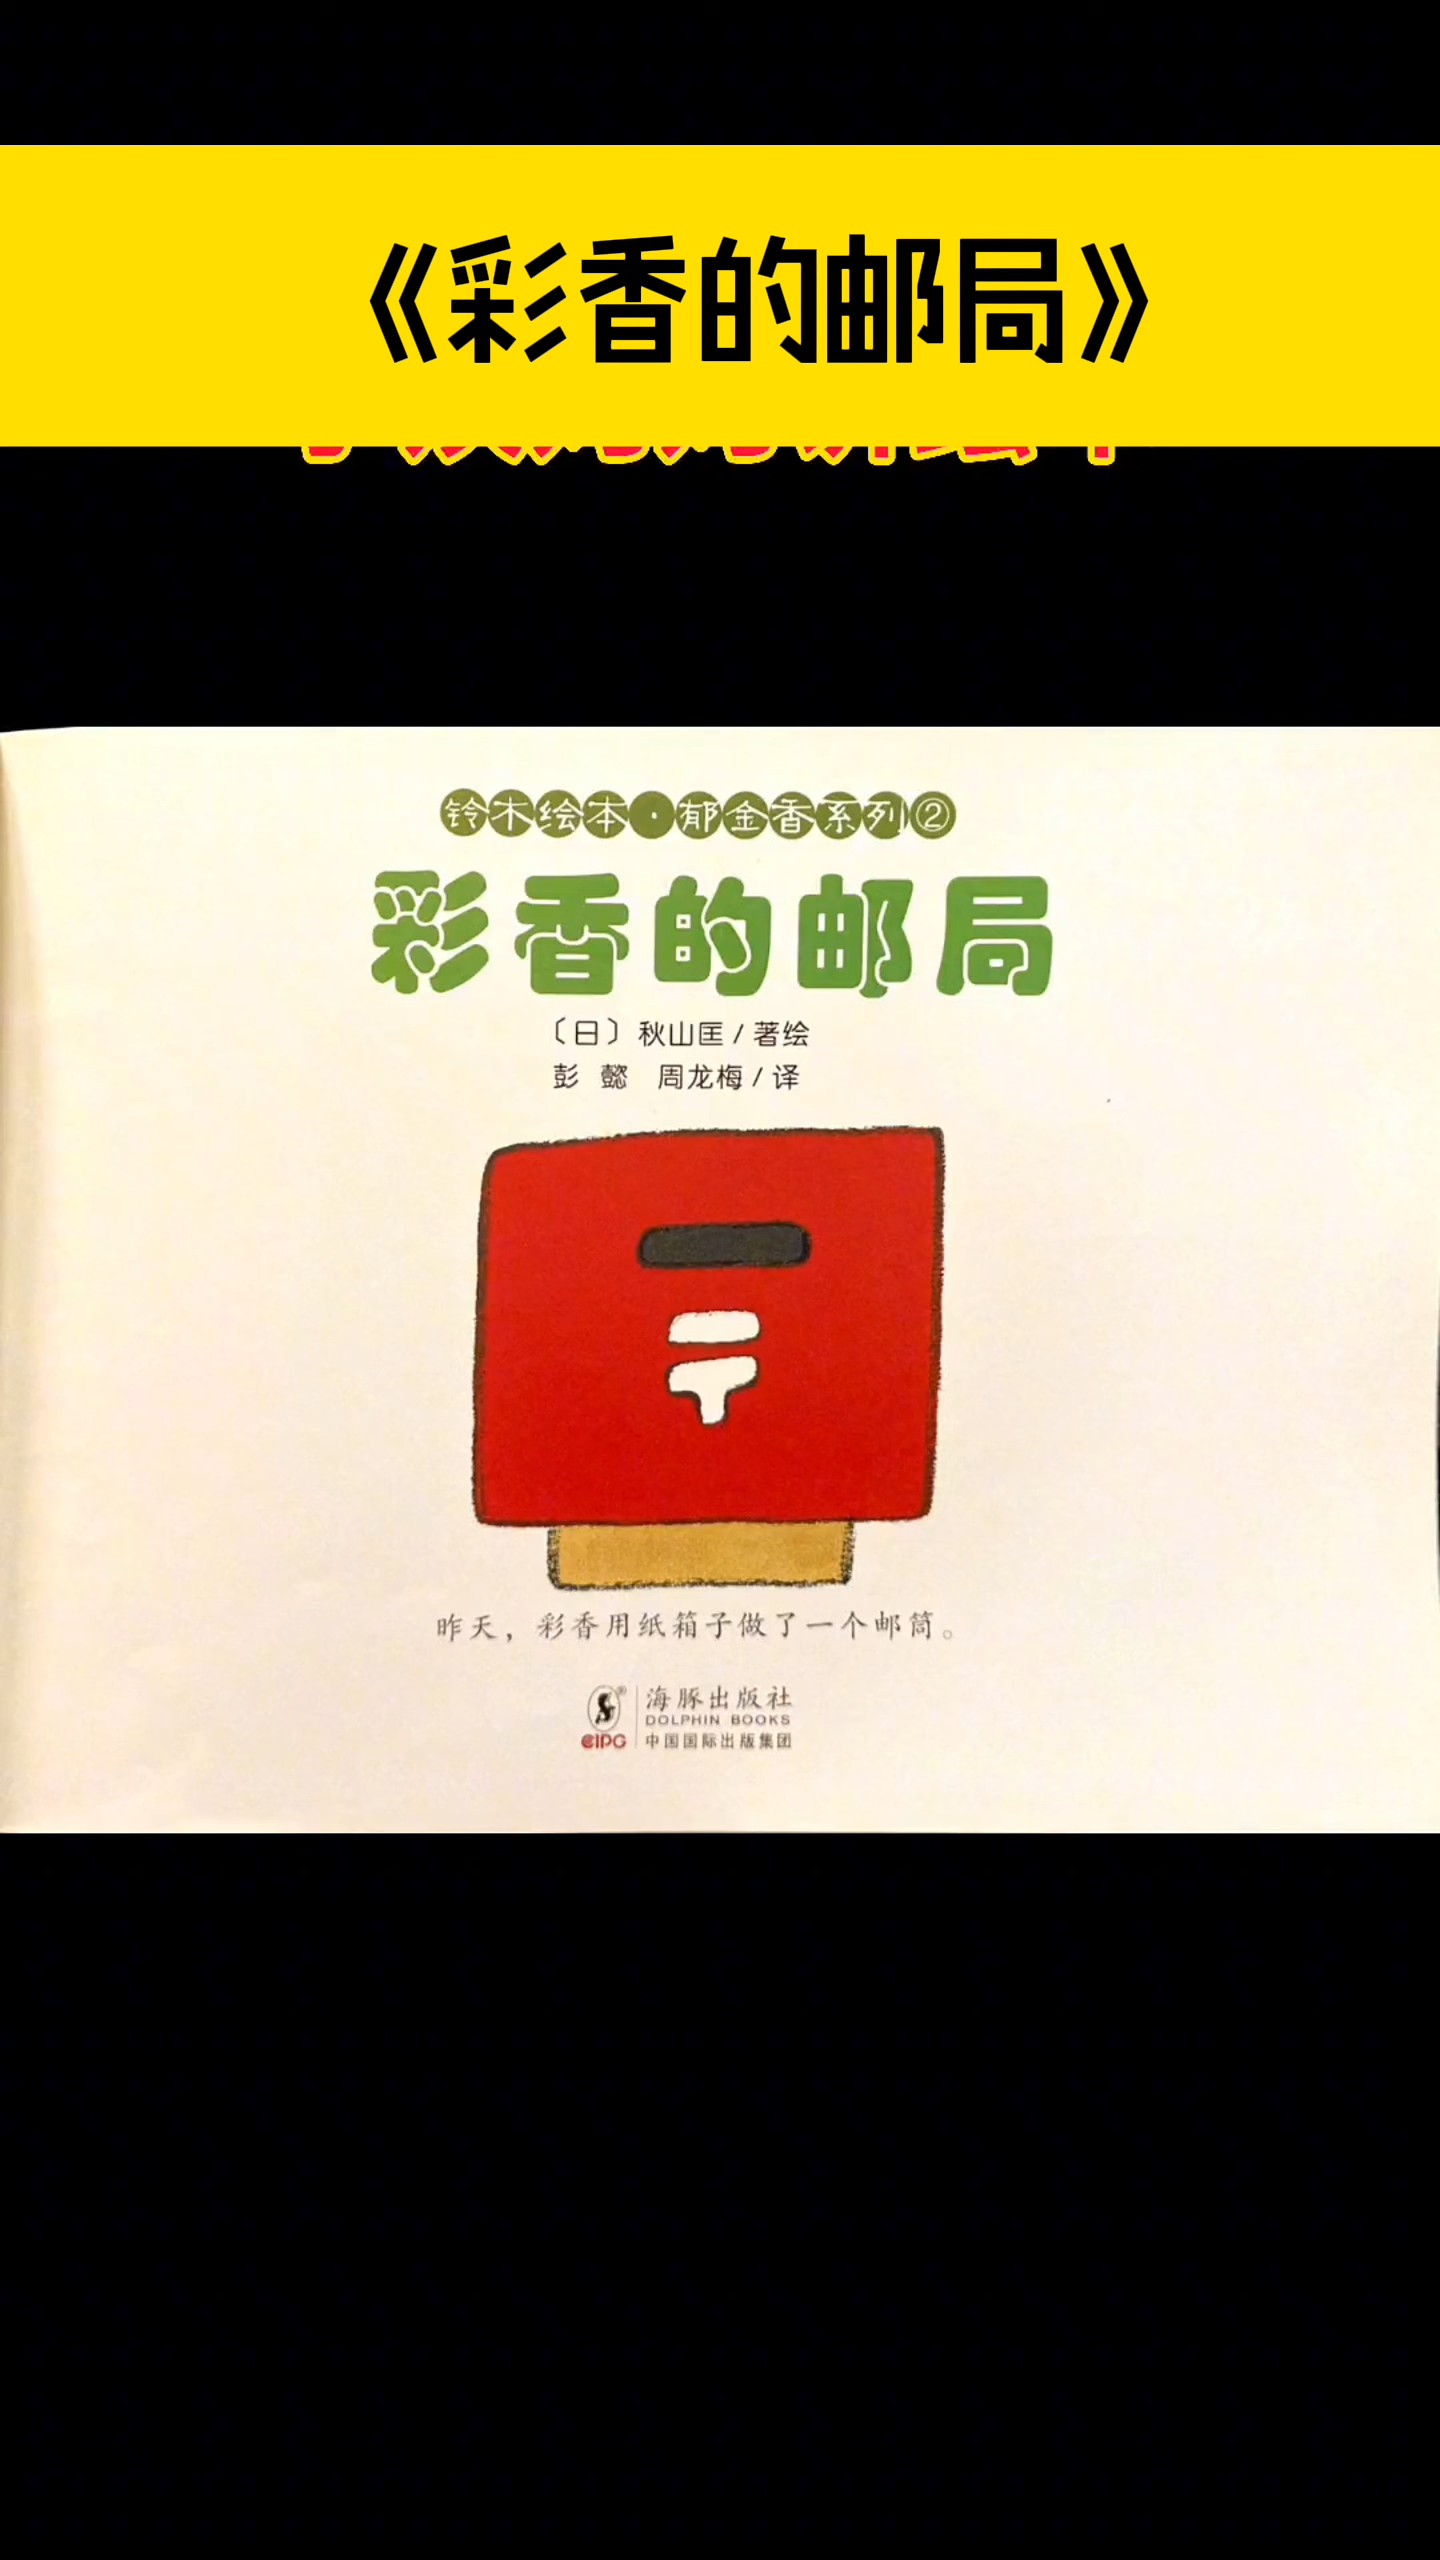 《彩香的邮局》
铃木绘本·郁金香系列②
彩香的邮局
〔日〕秋山匡/著绘
彭懿 周龙梅/译
〒
昨天，彩香用纸箱子做了一个邮筒。
海豚出版社
DOLPHIN BOOKS
CIPG 中国国际出版集团